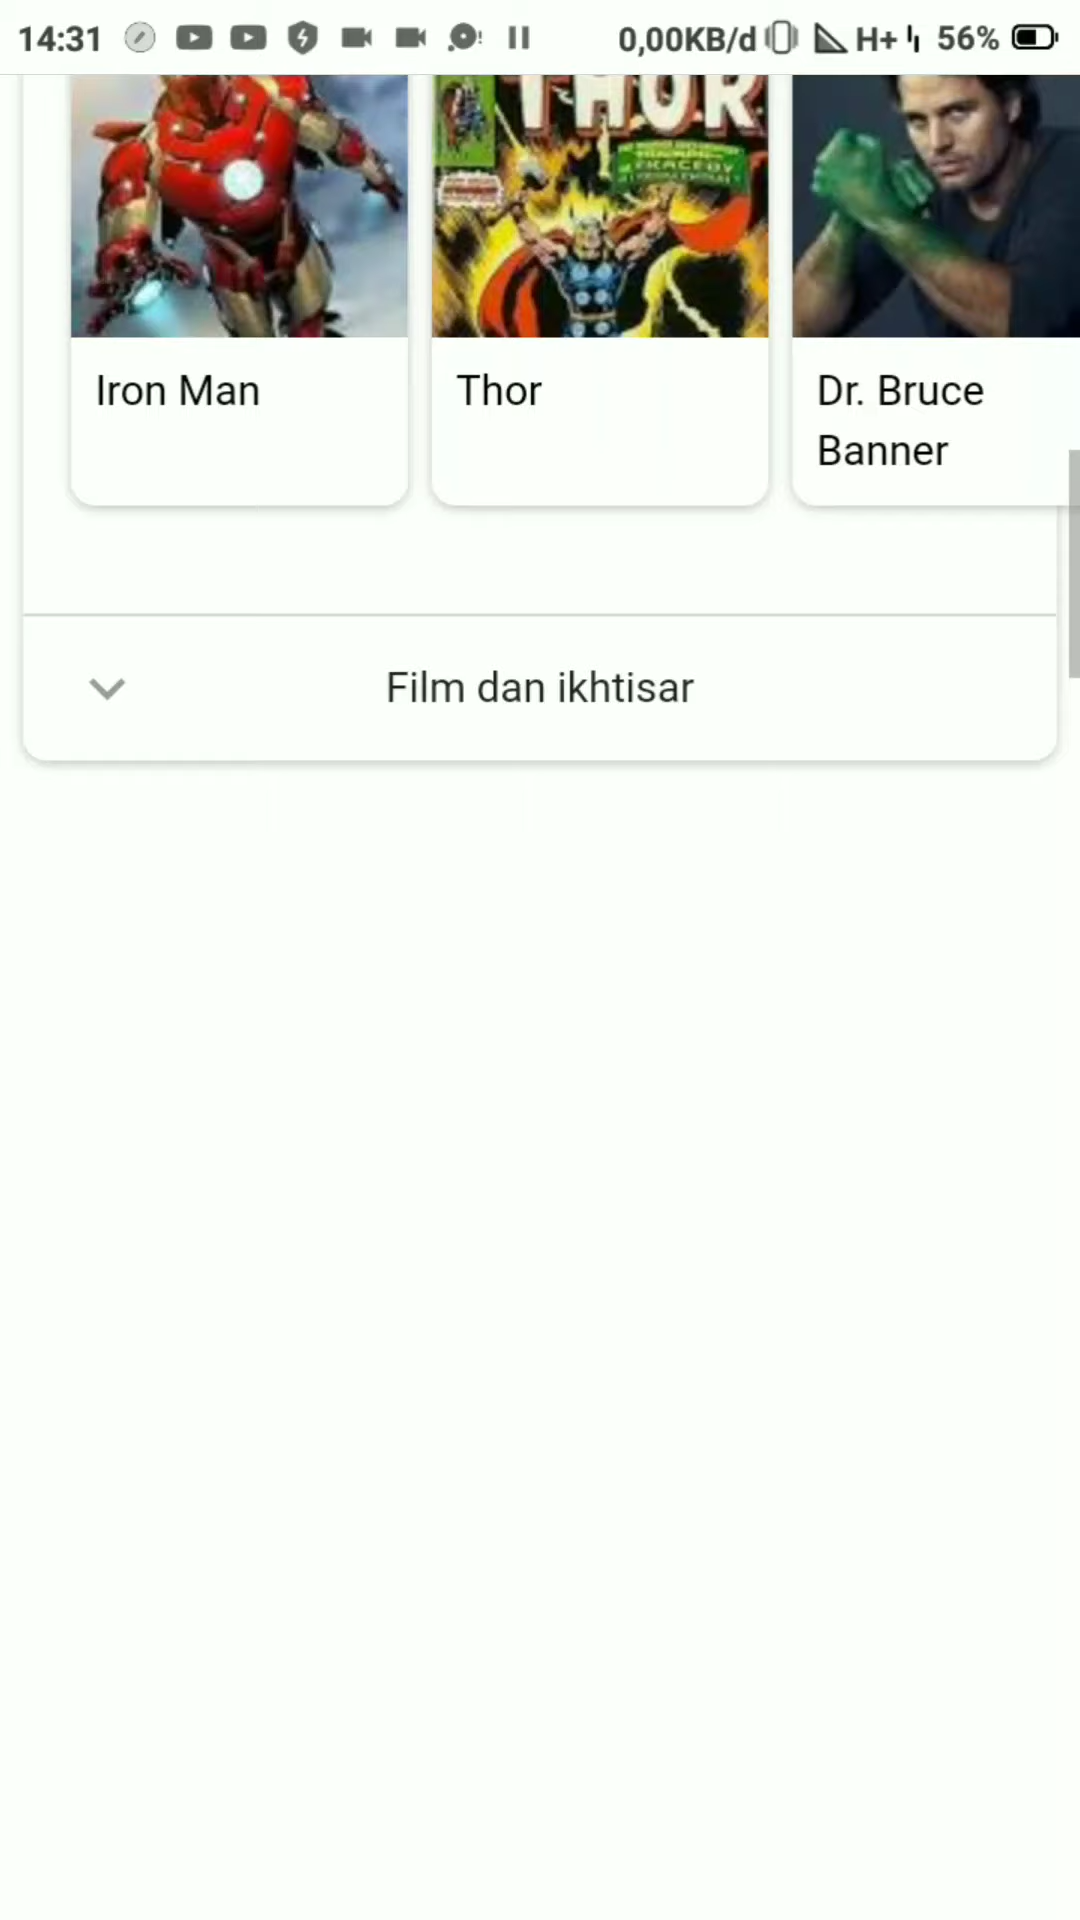 14:31 0,00KB/d H+ 56%
THOR
Iron Man
Thor
Dr. Bruce
Banner
Film dan ikhtisar